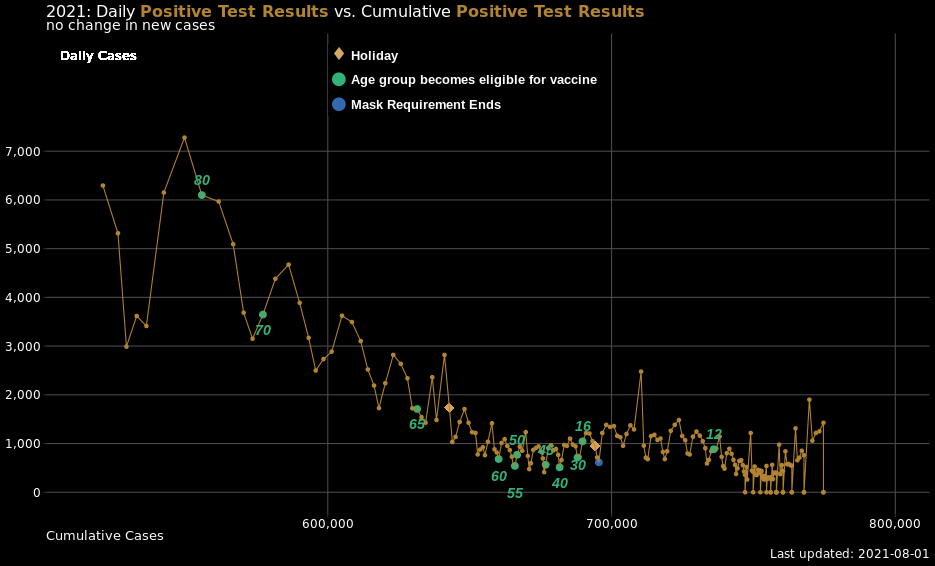 2021: Daily Positive Test Results vs. Cumulative Positive Test Results
no change in new cases
Daily Cases
Holiday
Age group becomes eligible for vaccine
Mask Requirement Ends
7,000
6,000
5,000
4,000
3,000
2,000
1,000
0
80
70
65
60
50
55
45
40
30
16
12
600,000
700,000
800,000
Cumulative Cases
Last updated: 2021-08-01